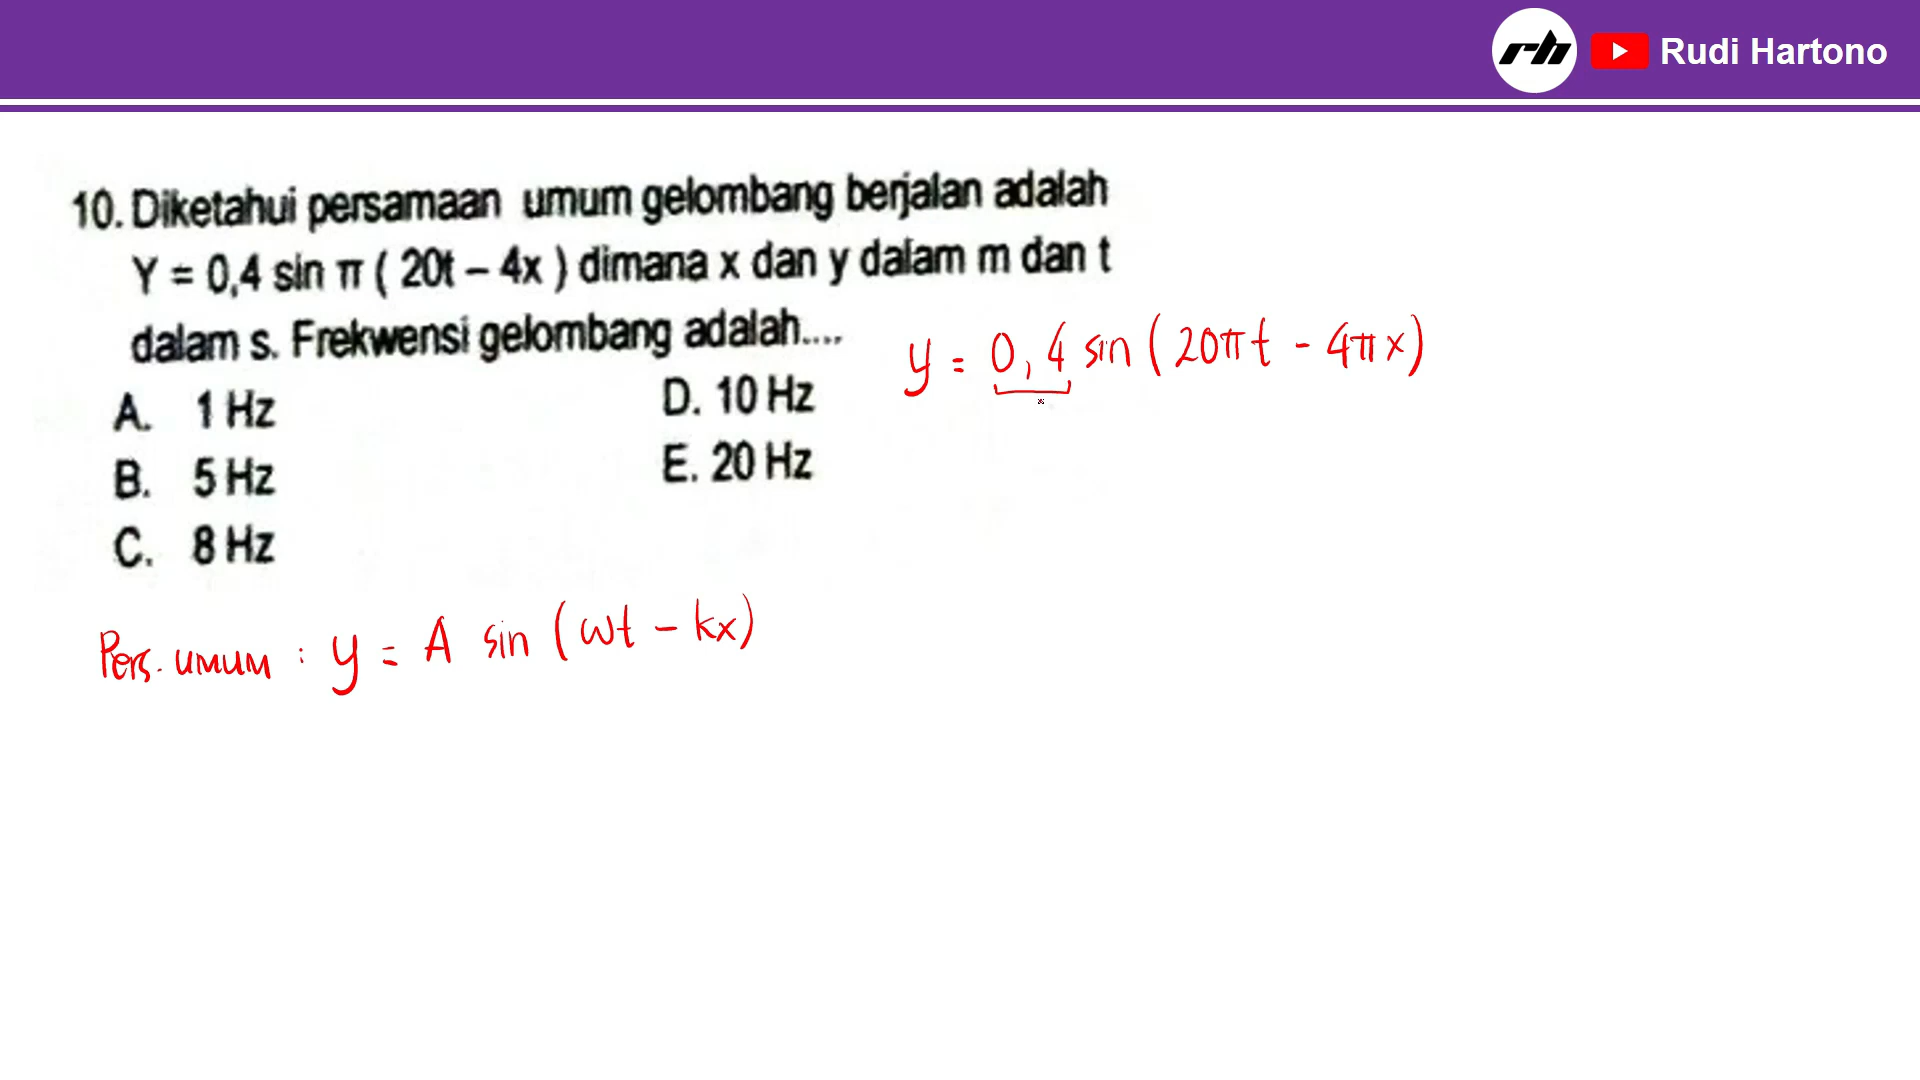 Rudi Hartono
10. Diketahui persamaan umum gelombang berjalan adalah
Y = 0,4 sin π ( 20t – 4x ) dimana x dan y dalam m dan t
dalam s. Frekwensi gelombang adalah....
y = 0,4 sin (20πt - 4πx)
A. 1 Hz
D. 10 Hz
B. 5 Hz
E. 20 Hz
C. 8 Hz
Pers. umum : y = A sin (ωt - kx)